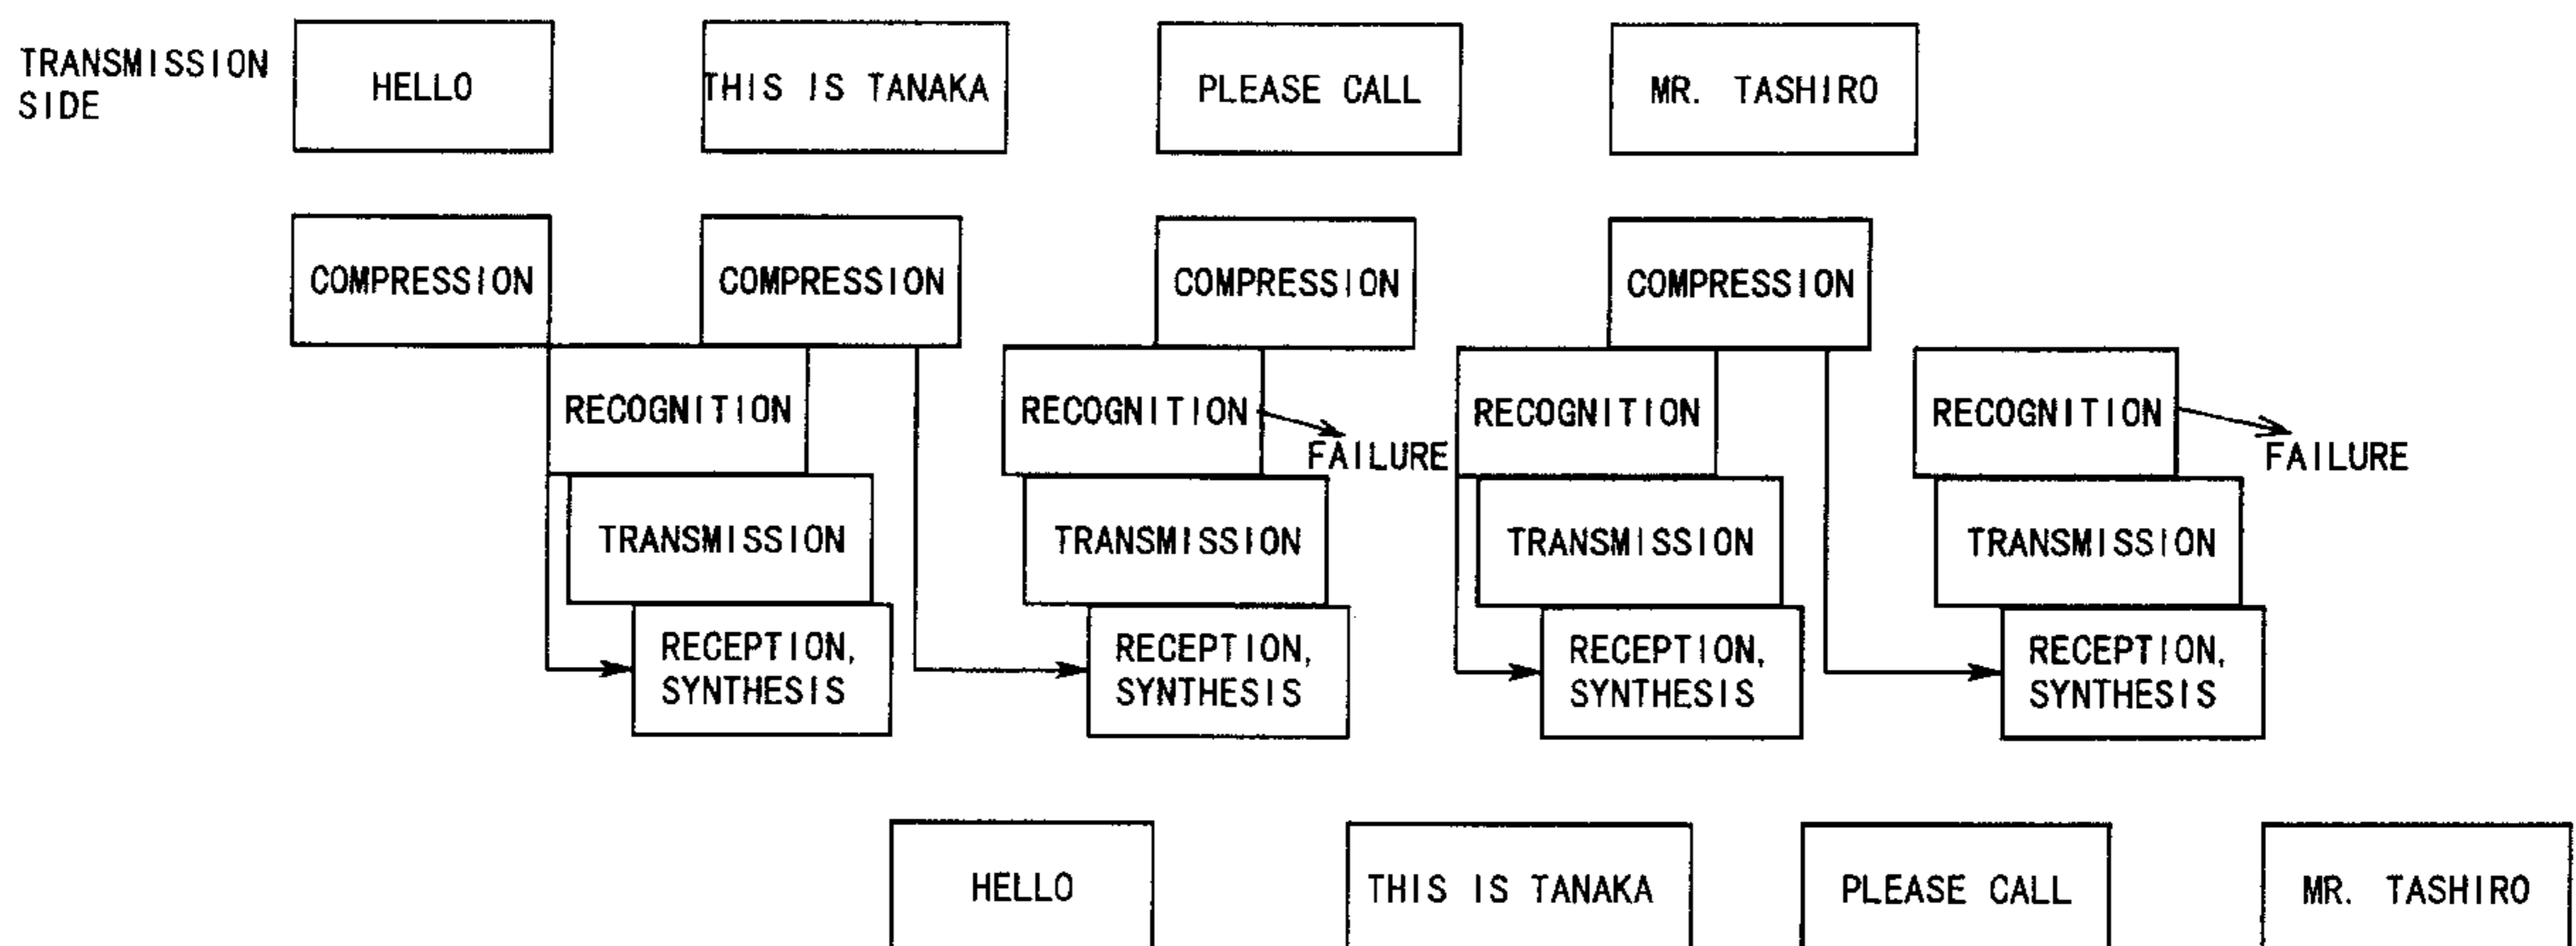 TRANSMISSION
SIDE
HELLO
THIS IS TANAKA
PLEASE CALL
MR. TASHIRO
COMPRESSION
COMPRESSION
COMPRESSION
COMPRESSION
RECOGNITION
RECOGNITION
FAILURE
RECOGNITION
RECOGNITION
FAILURE
TRANSMISSION
TRANSMISSION
TRANSMISSION
TRANSMISSION
RECEPTION,
SYNTHESIS
RECEPTION,
SYNTHESIS
RECEPTION,
SYNTHESIS
RECEPTION,
SYNTHESIS
HELLO
THIS IS TANAKA
PLEASE CALL
MR. TASHIRO